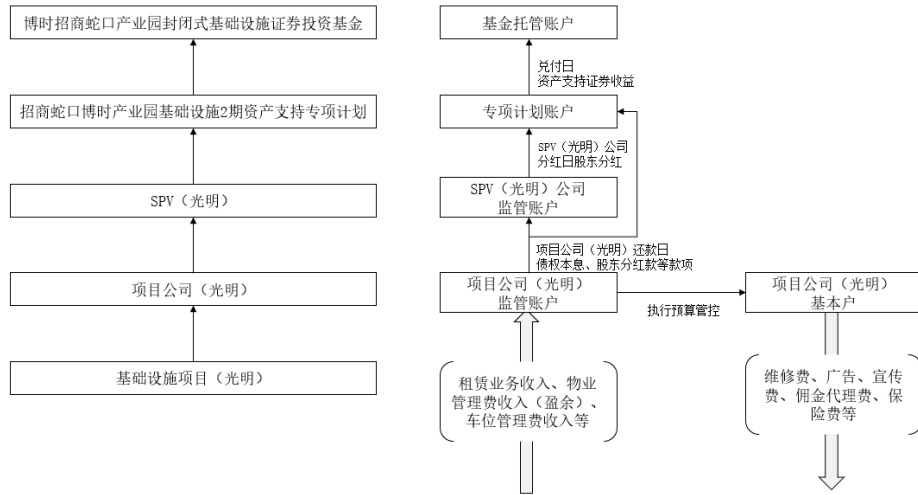 博时招商蛇口产业园封闭式基础设施证券投资基金
招商蛇口博时产业园基础设施2期资产支持专项计划
SPV（光明）
项目公司（光明）
基础设施项目（光明）
基金托管账户
兑付日
资产支持证券收益
专项计划账户
SPV（光明）公司
分红日股东分红
SPV（光明）公司
监管账户
项目公司（光明）还款日
债权本息、股东分红款等款项
项目公司（光明）
监管账户
执行预算管控
项目公司（光明）
基本户
租赁业务收入、物业
管理费收入（盈余）、
车位管理费收入等
维修费、广告、宣传
费、佣金代理费、保
险费等